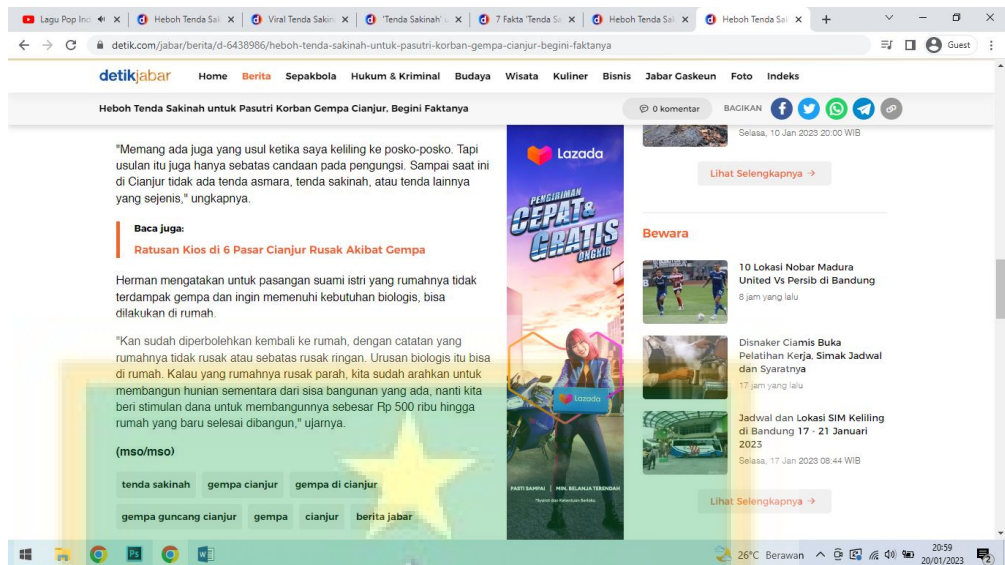 Lagu Pop Ind
Heboh Tenda Sak
Viral Tenda Sakin
'Tenda Sakinah' u
7 Fakta 'Tenda Sa
Heboh Tenda Sak
Heboh Tenda Sak
detik.com/jabar/berita/d-6438986/heboh-tenda-sakinah-untuk-pasutri-korban-gempa-cianjur-begini-faktanya
Guest
detikjabar Home Berita Sepakbola Hukum & Kriminal Budaya Wisata Kuliner Bisnis Jabar Gaskeun Foto Indeks
Heboh Tenda Sakinah untuk Pasutri Korban Gempa Cianjur, Begini Faktanya
0 komentar
BAGIKAN
"Memang ada juga yang usul ketika saya keliling ke posko-posko. Tapi
usulan itu juga hanya sebatas candaan pada pengungsi. Sampai saat ini
di Cianjur tidak ada tenda asmara, tenda sakinah, atau tenda lainnya
yang sejenis," ungkapnya.
Baca juga:
Ratusan Kios di 6 Pasar Cianjur Rusak Akibat Gempa
Herman mengatakan untuk pasangan suami istri yang rumahnya tidak
terdampak gempa dan ingin memenuhi kebutuhan biologis, bisa
dilakukan di rumah.
"Kan sudah diperbolehkan kembali ke rumah, dengan catatan yang
rumahnya tidak rusak atau sebatas rusak ringan. Urusan biologis itu bisa
di rumah. Kalau yang rumahnya rusak parah, kita sudah arahkan untuk
membangun hunian sementara dari sisa bangunan yang ada, nanti kita
beri stimulan dana untuk membangunnya sebesar Rp 500 ribu hingga
rumah yang baru selesai dibangun," ujarnya.
(mso/mso)
tenda sakinah gempa cianjur gempa di cianjur
gempa guncang cianjur gempa cianjur berita jabar
Lazada
PENGIRIMAN
CEPAT &
GRATIS
ONGKIR
Lazada
PASTI SAMPAI | MIN. BELANJA TERENDAH
Selasa, 10 Jan 2023 20:00 WIB
Lihat Selengkapnya →
Bewara
10 Lokasi Nobar Madura
United Vs Persib di Bandung
8 jam yang lalu
Disnaker Ciamis Buka
Pelatihan Kerja, Simak Jadwal
dan Syaratnya
17 jam yang lalu
Jadwal dan Lokasi SIM Keliling
di Bandung 17 - 21 Januari
2023
Selasa, 17 Jan 2023 08:44 WIB
Lihat Selengkapnya →
26°C Berawan
20:59
20/01/2023